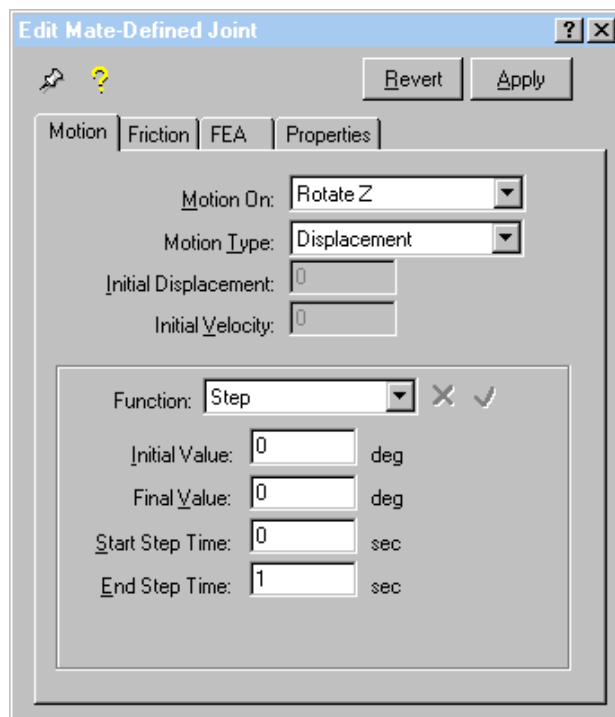 Edit Mate-Defined Joint
? Revert Apply
Motion Friction FEA Properties
Motion On: Rotate Z
Motion Type: Displacement
Initial Displacement: 0
Initial Velocity: 0
Function: Step
Initial Value: 0 deg
Final Value: 0 deg
Start Step Time: 0 sec
End Step Time: 1 sec